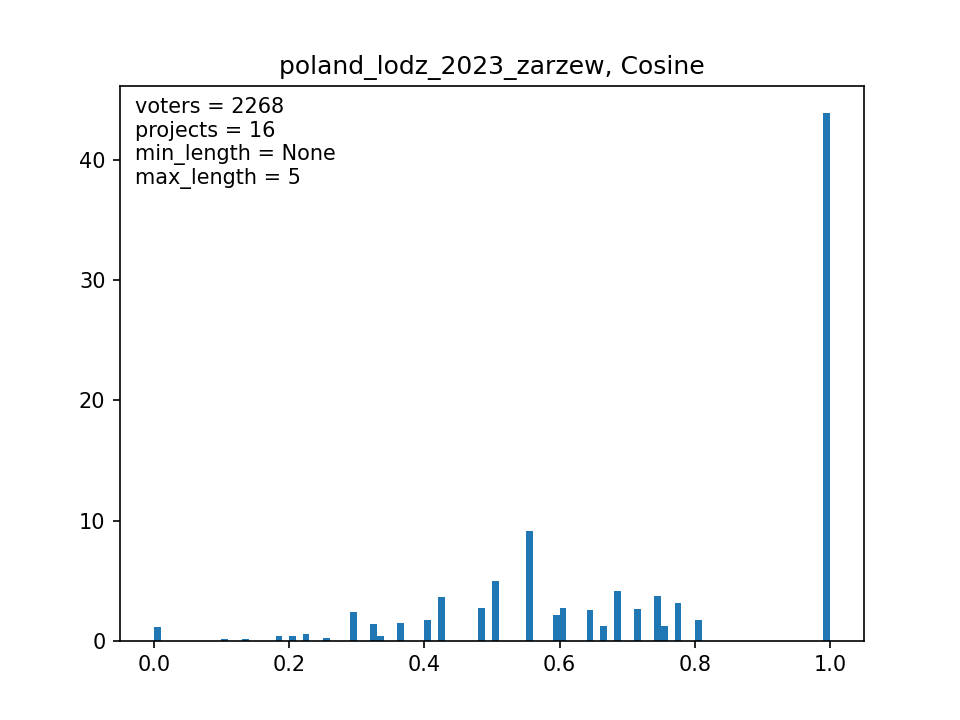 poland_lodz_2023_zarzew, Cosine
voters = 2268
projects = 16
min_length = None
max_length = 5
40
30
20
10
0
0.0 0.2 0.4 0.6 0.8 1.0